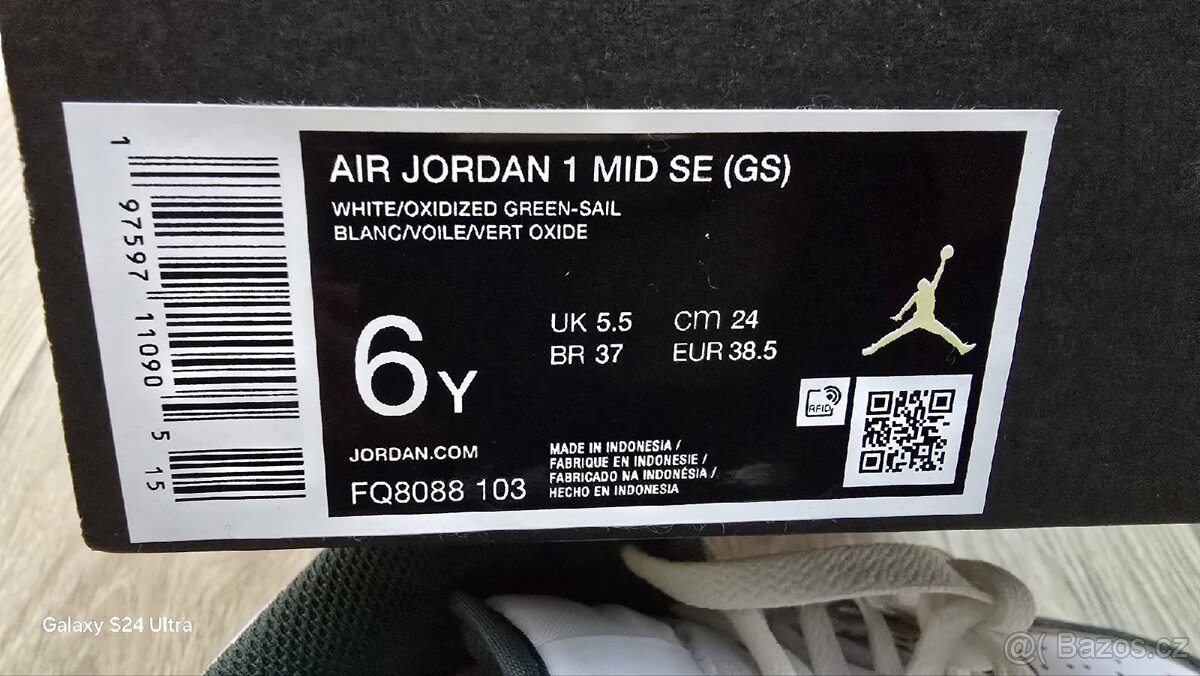 AIR JORDAN 1 MID SE (GS)
WHITE/OXIDIZED GREEN-SAIL
BLANC/VOILE/VERT OXIDE
6Y
UK 5.5 cm 24
BR 37 EUR 38.5
RFID
JORDAN.COM
FQ8088 103
MADE IN INDONESIA /
FABRIQUE EN INDONESIE /
FABRICADO NA INDONÉSIA /
HECHO EN INDONESIA
1 97597 11090 5 15
Galaxy S24 Ultra
@( Bazos.cz